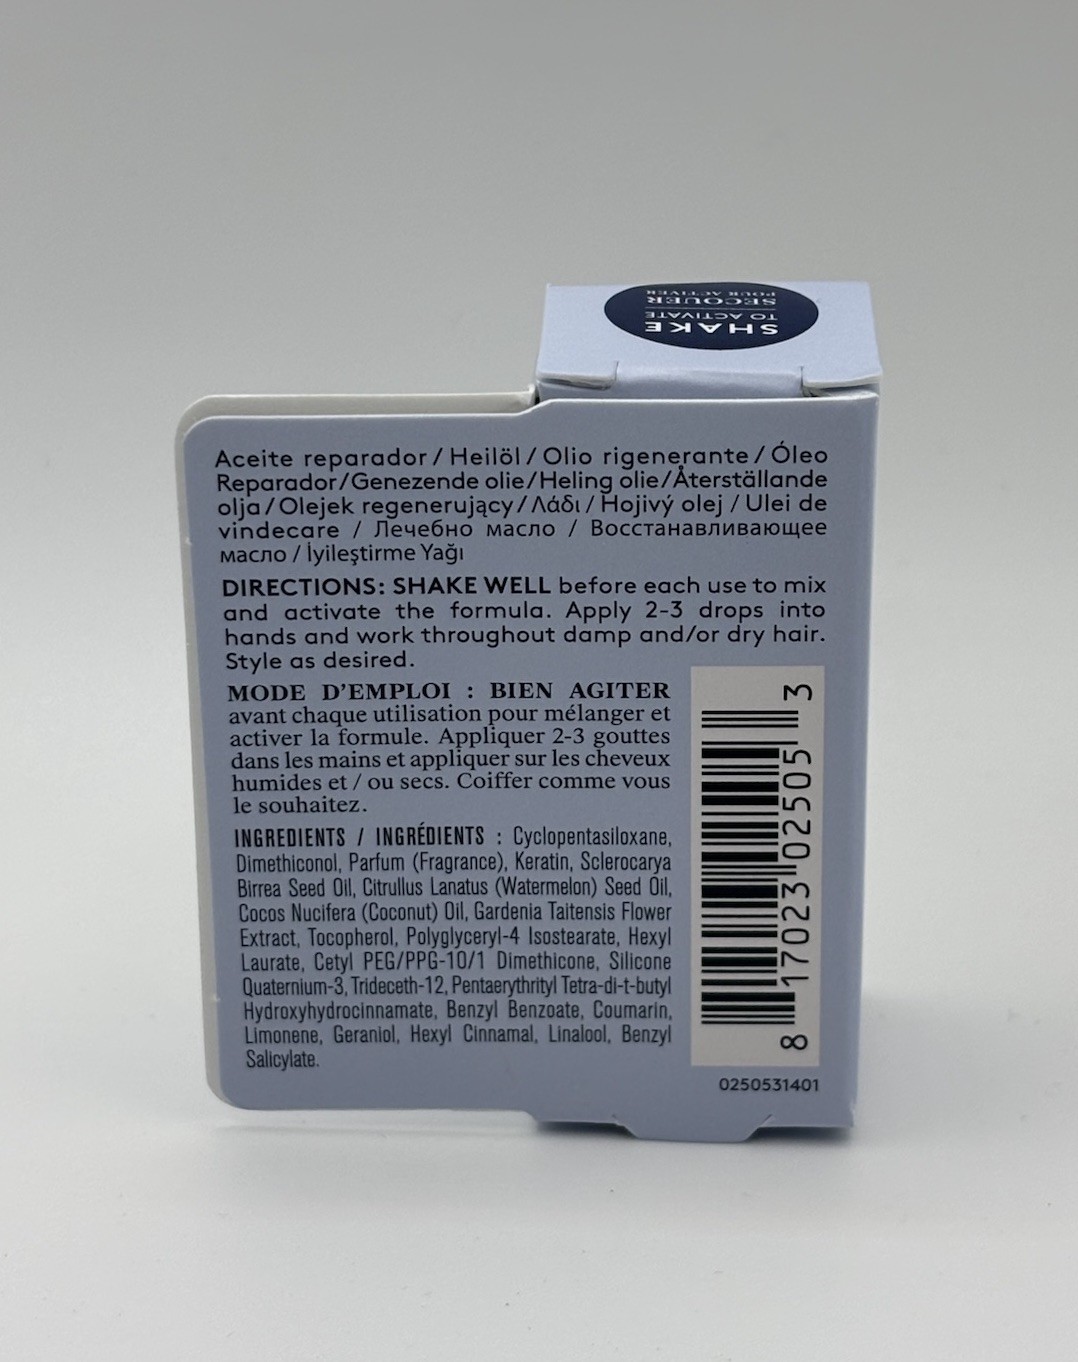 SHAKE
TO ACTIVATE
SECOUER
POUR ACTIVER
Aceite reparador / Heilöl / Olio rigenerante / Óleo
Reparador/Genezende olie/Heling olie/Återställande
olja/Olejek regenerujący/Λάδι/Hojivý olej / Ulei de
vindecare / Лечебно масло / Восстанавливающее
масло / İyileştirme Yağı
DIRECTIONS: SHAKE WELL before each use to mix
and activate the formula. Apply 2-3 drops into
hands and work throughout damp and/or dry hair.
Style as desired.
MODE D'EMPLOI : BIEN AGITER
avant chaque utilisation pour mélanger et
activer la formule. Appliquer 2-3 gouttes
dans les mains et appliquer sur les cheveux
humides et / ou secs. Coiffer comme vous
le souhaitez.
INGREDIENTS / INGRÉDIENTS : Cyclopentasiloxane,
Dimethiconol, Parfum (Fragrance), Keratin, Sclerocarya
Birrea Seed Oil, Citrullus Lanatus (Watermelon) Seed Oil,
Cocos Nucifera (Coconut) Oil, Gardenia Taitensis Flower
Extract, Tocopherol, Polyglyceryl-4 Isostearate, Hexyl
Laurate, Cetyl PEG/PPG-10/1 Dimethicone, Silicone
Quaternium-3, Trideceth-12, Pentaerythrityl Tetra-di-t-butyl
Hydroxyhydrocinnamate, Benzyl Benzoate, Coumarin,
Limonene, Geraniol, Hexyl Cinnamal, Linalool, Benzyl
Salicylate.
8 17023 02505 3
0250531401